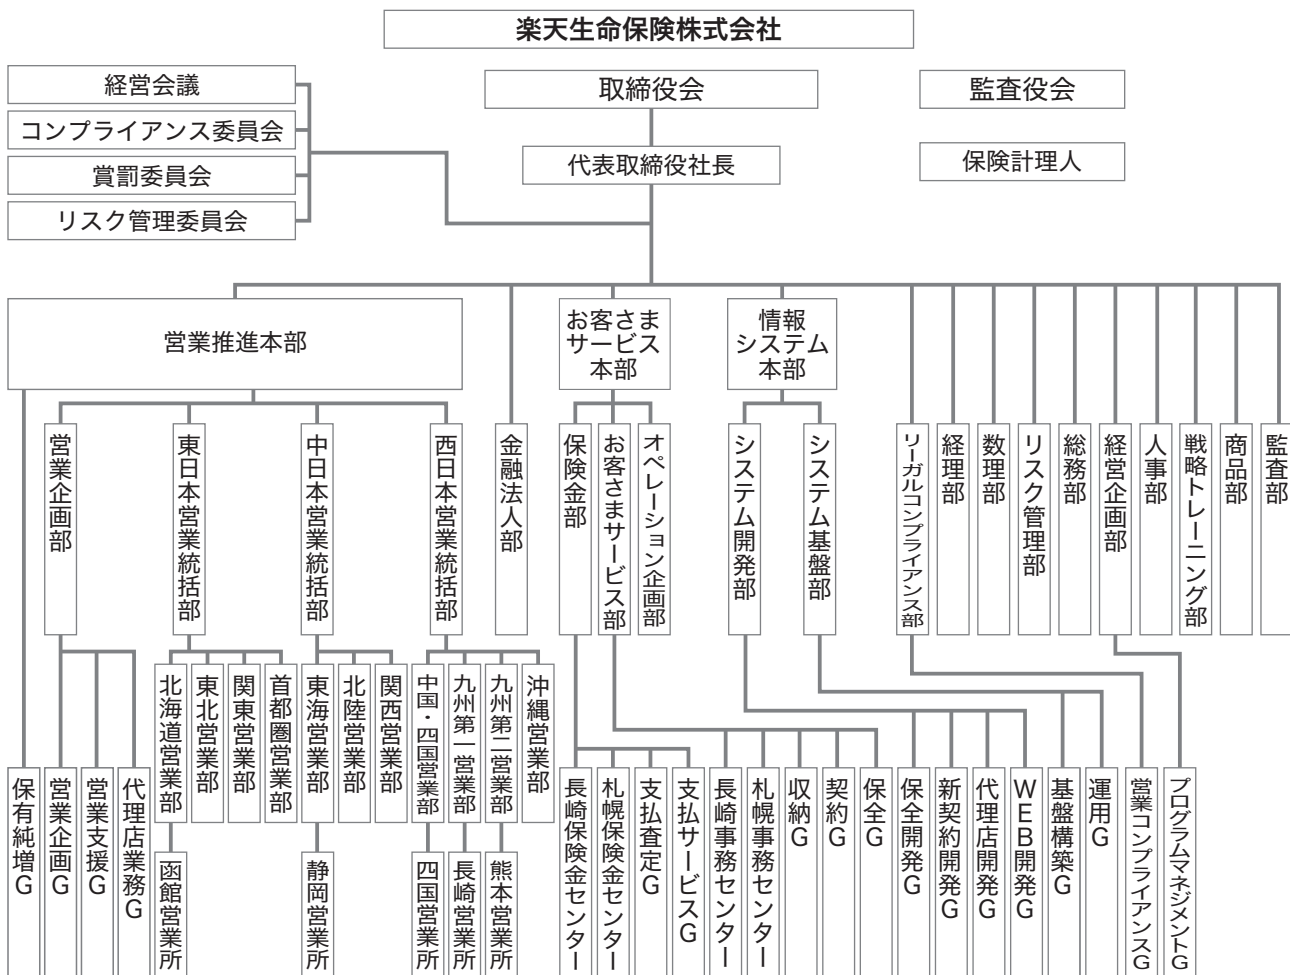 楽天生命保険株式会社
経営会議
コンプライアンス委員会
賞罰委員会
リスク管理委員会
取締役会
代表取締役社長
監査役会
保険計理人
営業推進本部
お客さま
サービス
本部
情報
システム
本部
営業企画部
東日本営業統括部
中日本営業統括部
西日本営業統括部
金融法人部
保険金部
お客さまサービス部
オペレーション企画部
システム開発部
システム基盤部
リーガルコンプライアンス部
経理部
数理部
リスク管理部
総務部
経営企画部
人事部
戦略トレーニング部
商品部
監査部
北海道営業部
東北営業部
関東営業部
首都圏営業部
東海営業部
北陸営業部
関西営業部
中国・四国営業部
九州第一営業部
九州第二営業部
沖縄営業部
保有純増G
営業企画G
営業支援G
代理店業務G
函館営業所
静岡営業所
四国営業所
長崎営業所
熊本営業所
長崎保険金センター
札幌保険金センター
支払査定G
支払サービスG
長崎事務センター
札幌事務センター
収納G
契約G
保全G
保全開発G
新契約開発G
代理店開発G
WEB開発G
基盤構築G
運用G
営業コンプライアンスG
プログラムマネジメントG